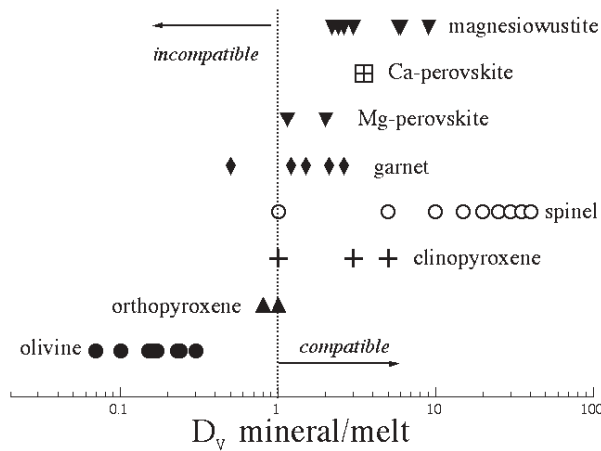 magnesiowustite
incompatible
Ca-perovskite
Mg-perovskite
garnet
spinel
clinopyroxene
orthopyroxene
olivine
compatible
0.1 1 10 100
Dv mineral/melt